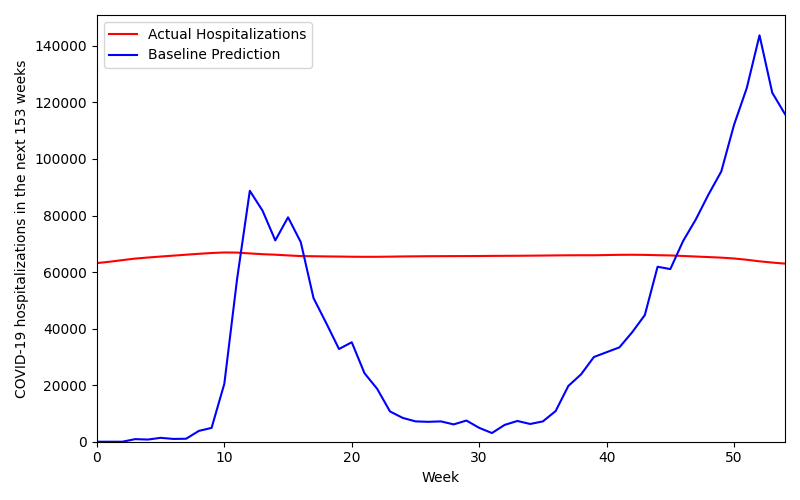 Actual Hospitalizations
Baseline Prediction
COVID-19 hospitalizations in the next 153 weeks
140000
120000
100000
80000
60000
40000
20000
0
0 10 20 30 40 50
Week